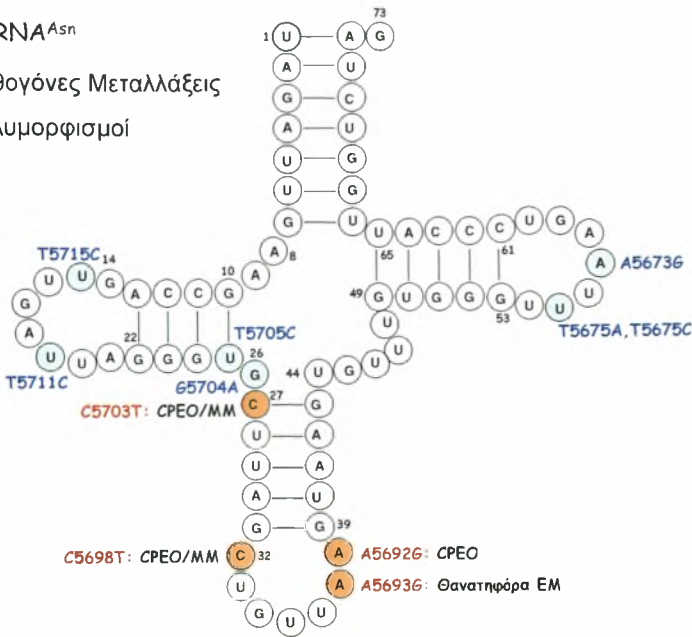 RNA^Asn
θογόνες Μεταλλάξεις
λυμορφισμοί
73
1 U A G
A U
G C
A U
U G
U G
G U U A C C C U G A
A 8 65 61
T5715C 14 10 A A A5673G
G U U G A C C G 49 G U G G G U U U
53
T5705C T5675A,T5675C
A U U U A G G G U 26 U
22
T5711C G5704A G 44 U G U U
C5703T: CPEO/MM C 27 G
U A
U A
A U
G G 39
C5698T: CPEO/MM C 32 A A5692G: CPEO
U A A5693G: Θανατηφόρα ΕΜ
G U U